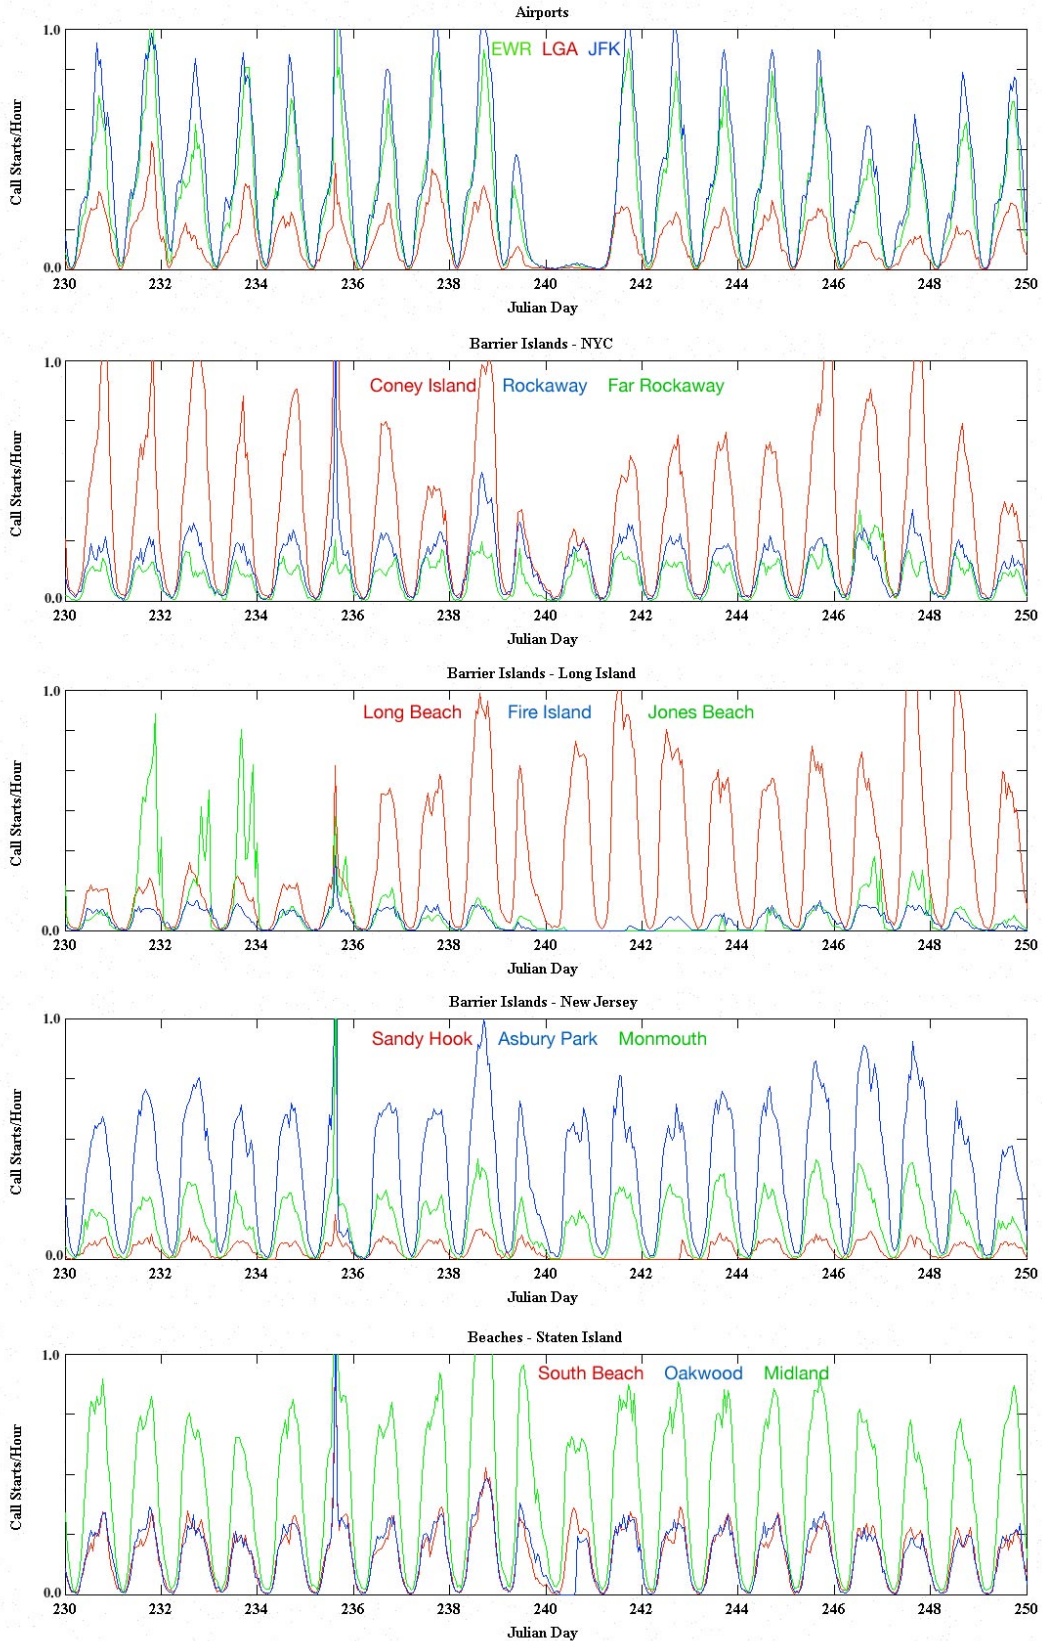 Airports
1.0
EWR LGA JFK
Call Starts/Hour
0.0
230 232 234 236 238 240 242 244 246 248 250
Julian Day
Barrier Islands - NYC
1.0
Coney Island Rockaway Far Rockaway
Call Starts/Hour
0.0
230 232 234 236 238 240 242 244 246 248 250
Julian Day
Barrier Islands - Long Island
1.0
Long Beach Fire Island Jones Beach
Call Starts/Hour
0.0
230 232 234 236 238 240 242 244 246 248 250
Julian Day
Barrier Islands - New Jersey
1.0
Sandy Hook Asbury Park Monmouth
Call Starts/Hour
0.0
230 232 234 236 238 240 242 244 246 248 250
Julian Day
Beaches - Staten Island
1.0
South Beach Oakwood Midland
Call Starts/Hour
0.0
230 232 234 236 238 240 242 244 246 248 250
Julian Day